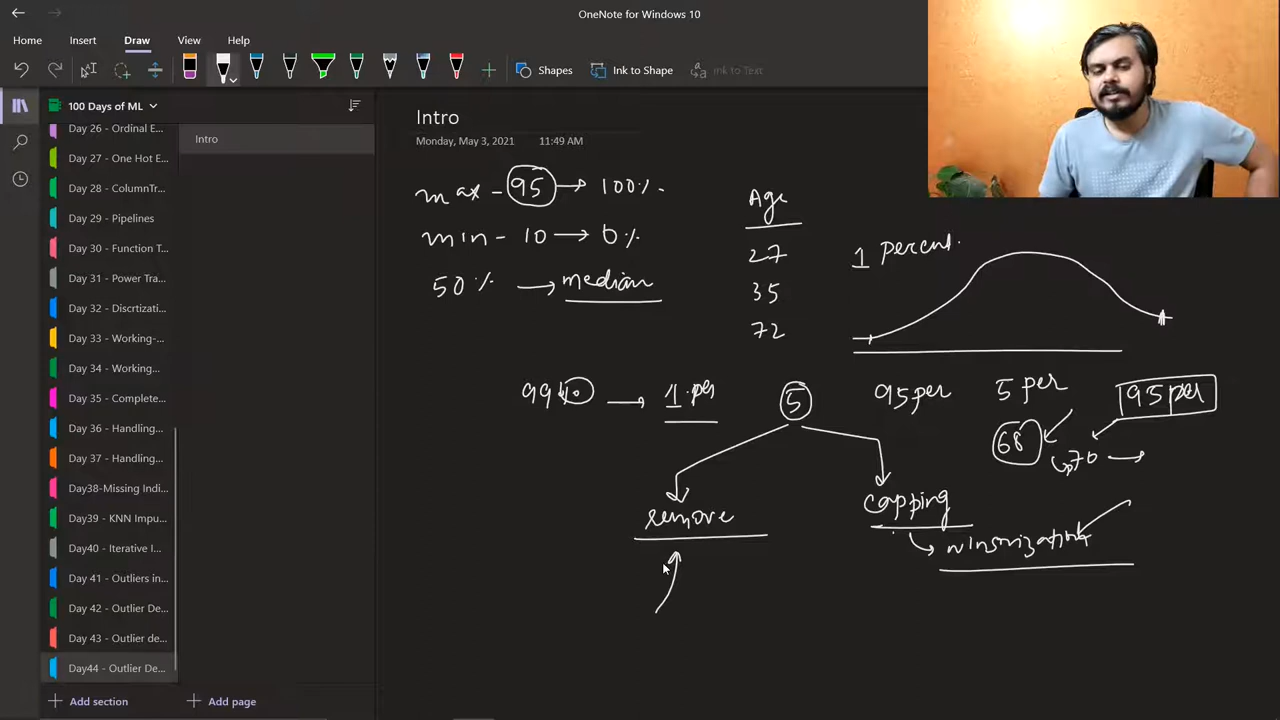 OneNote for Windows 10
Home Insert Draw View Help
Shapes Ink to Shape Ink to Text
100 Days of ML
Day 26 - Ordinal E...
Day 27 - One Hot E...
Day 28 - ColumnTr...
Day 29 - Pipelines
Day 30 - Function T...
Day 31 - Power Tra...
Day 32 - Discrtizati...
Day 33 - Working-...
Day 34 - Working...
Day 35 - Complete...
Day 36 - Handling...
Day 37 - Handling...
Day38-Missing Indi...
Day39 - KNN Impu...
Day40 - Iterative I...
Day 41 - Outliers in...
Day 42 - Outlier De...
Day 43 - Outlier de...
Day44 - Outlier De...
Add section
Intro
Add page
Intro
Monday, May 3, 2021 11:49 AM
max - 95 → 100%.
min - 10 → 0%
50% → median
Age
27
35
72
1 percent.
→ 1 per
5
95 per
5 per
95 per
68
70 →
remove
capping